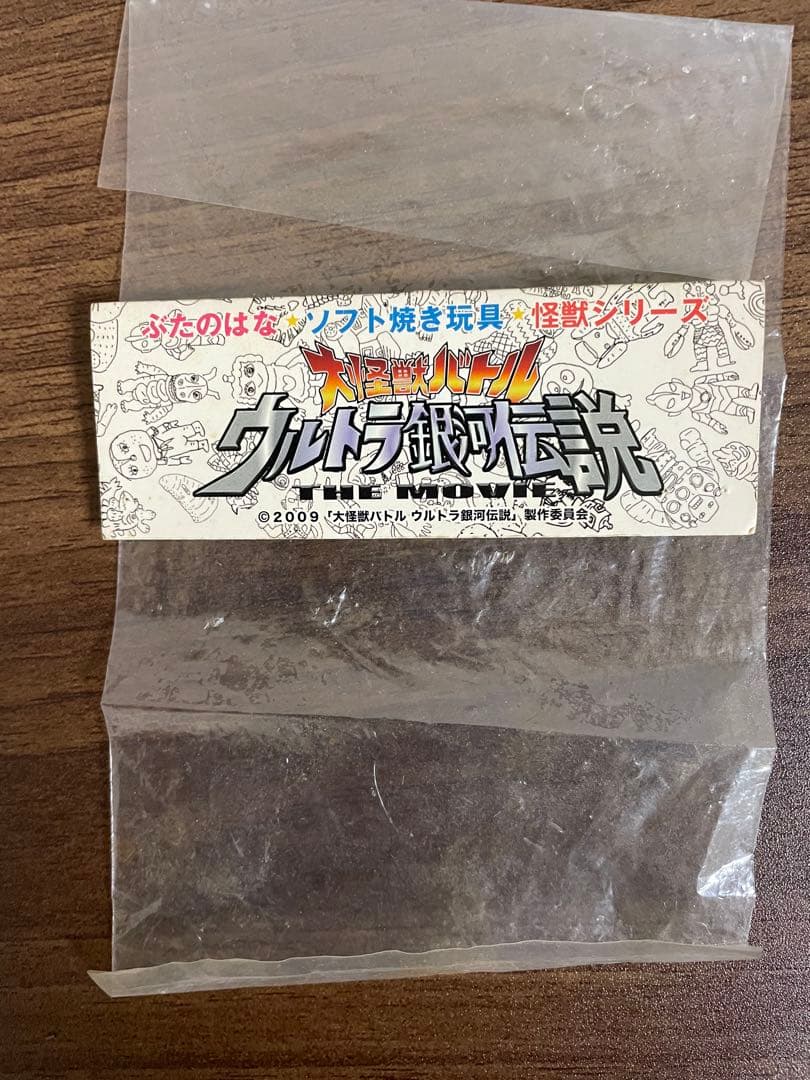 ぶたのはな★ソフト焼き玩具★怪獣シリーズ
大怪獣バトル
ウルトラ銀河伝説
THE MOVIE
©2009「大怪獣バトル ウルトラ銀河伝説」製作委員会